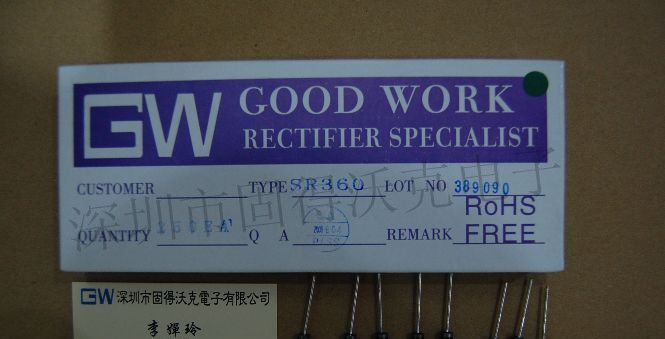 GW GOOD WORK
RECTIFIER SPECIALIST
CUSTOMER TYPE SR360 LOT NO 389090
RoHS
QUANTITY Q A REMARK FREE
深圳市固得沃克电子
GW 深圳市固得沃克電子有限公司
李嬋玲